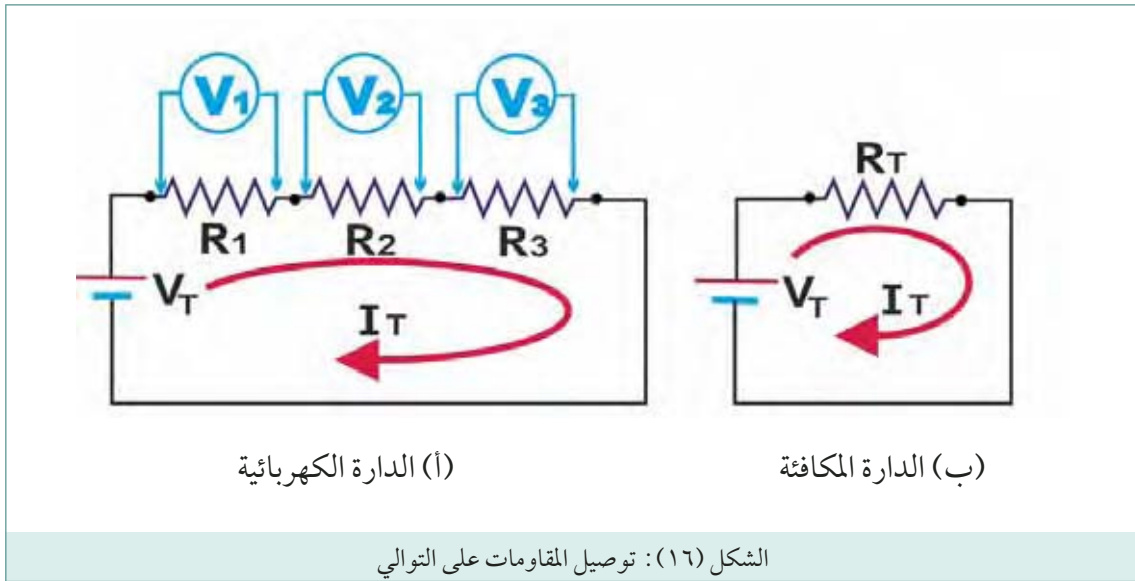 V1 V2 V3
R1 R2 R3
VT
IT
RT
VT IT
(أ) الدارة الكهربائية
(ب) الدارة المكافئة
الشكل (١٦): توصيل المقاومات على التوالي